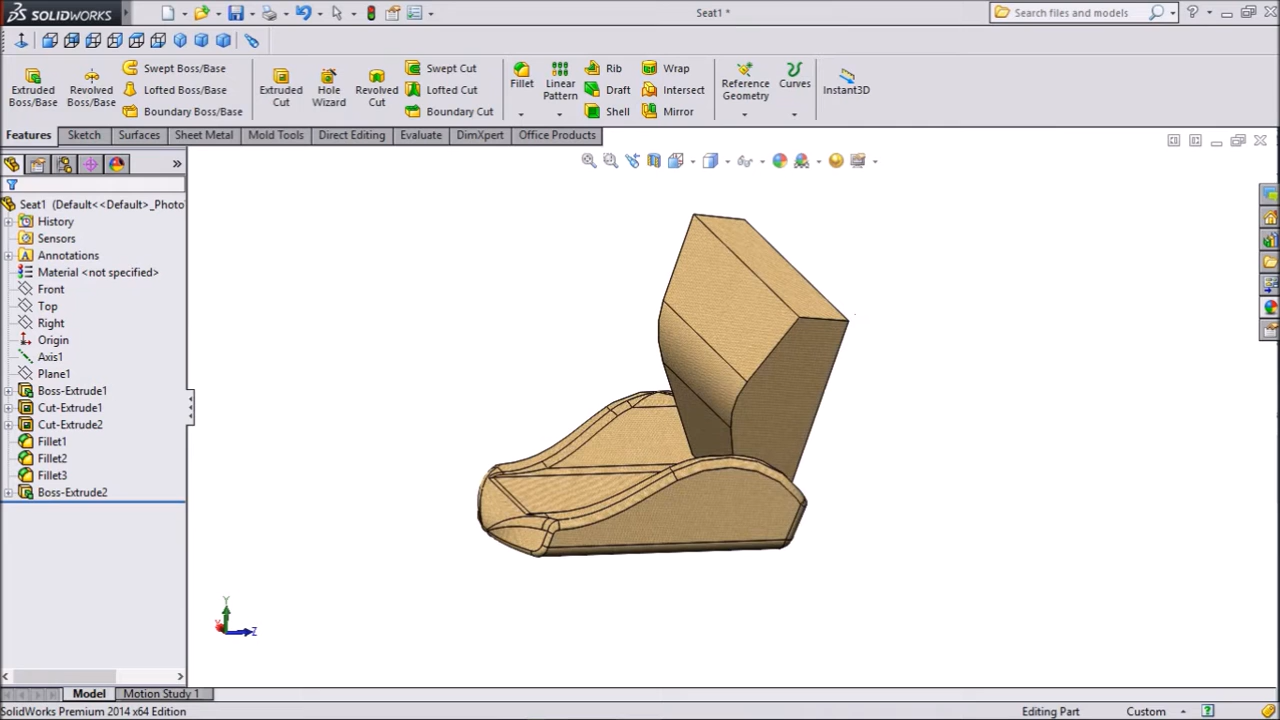 SOLIDWORKS
Seat1 *
Search files and models
Extruded Boss/Base
Revolved Boss/Base
Swept Boss/Base
Lofted Boss/Base
Boundary Boss/Base
Extruded Cut
Hole Wizard
Revolved Cut
Swept Cut
Lofted Cut
Boundary Cut
Fillet
Linear Pattern
Rib
Draft
Shell
Wrap
Intersect
Mirror
Reference Geometry
Curves
Instant3D
Features Sketch Surfaces Sheet Metal Mold Tools Direct Editing Evaluate DimXpert Office Products
Seat1 (Default<<Default>_Photo
History
Sensors
Annotations
Material <not specified>
Front
Top
Right
Origin
Axis1
Plane1
Boss-Extrude1
Cut-Extrude1
Cut-Extrude2
Fillet1
Fillet2
Fillet3
Boss-Extrude2
Y
Z
Model Motion Study 1
SolidWorks Premium 2014 x64 Edition
Editing Part
Custom